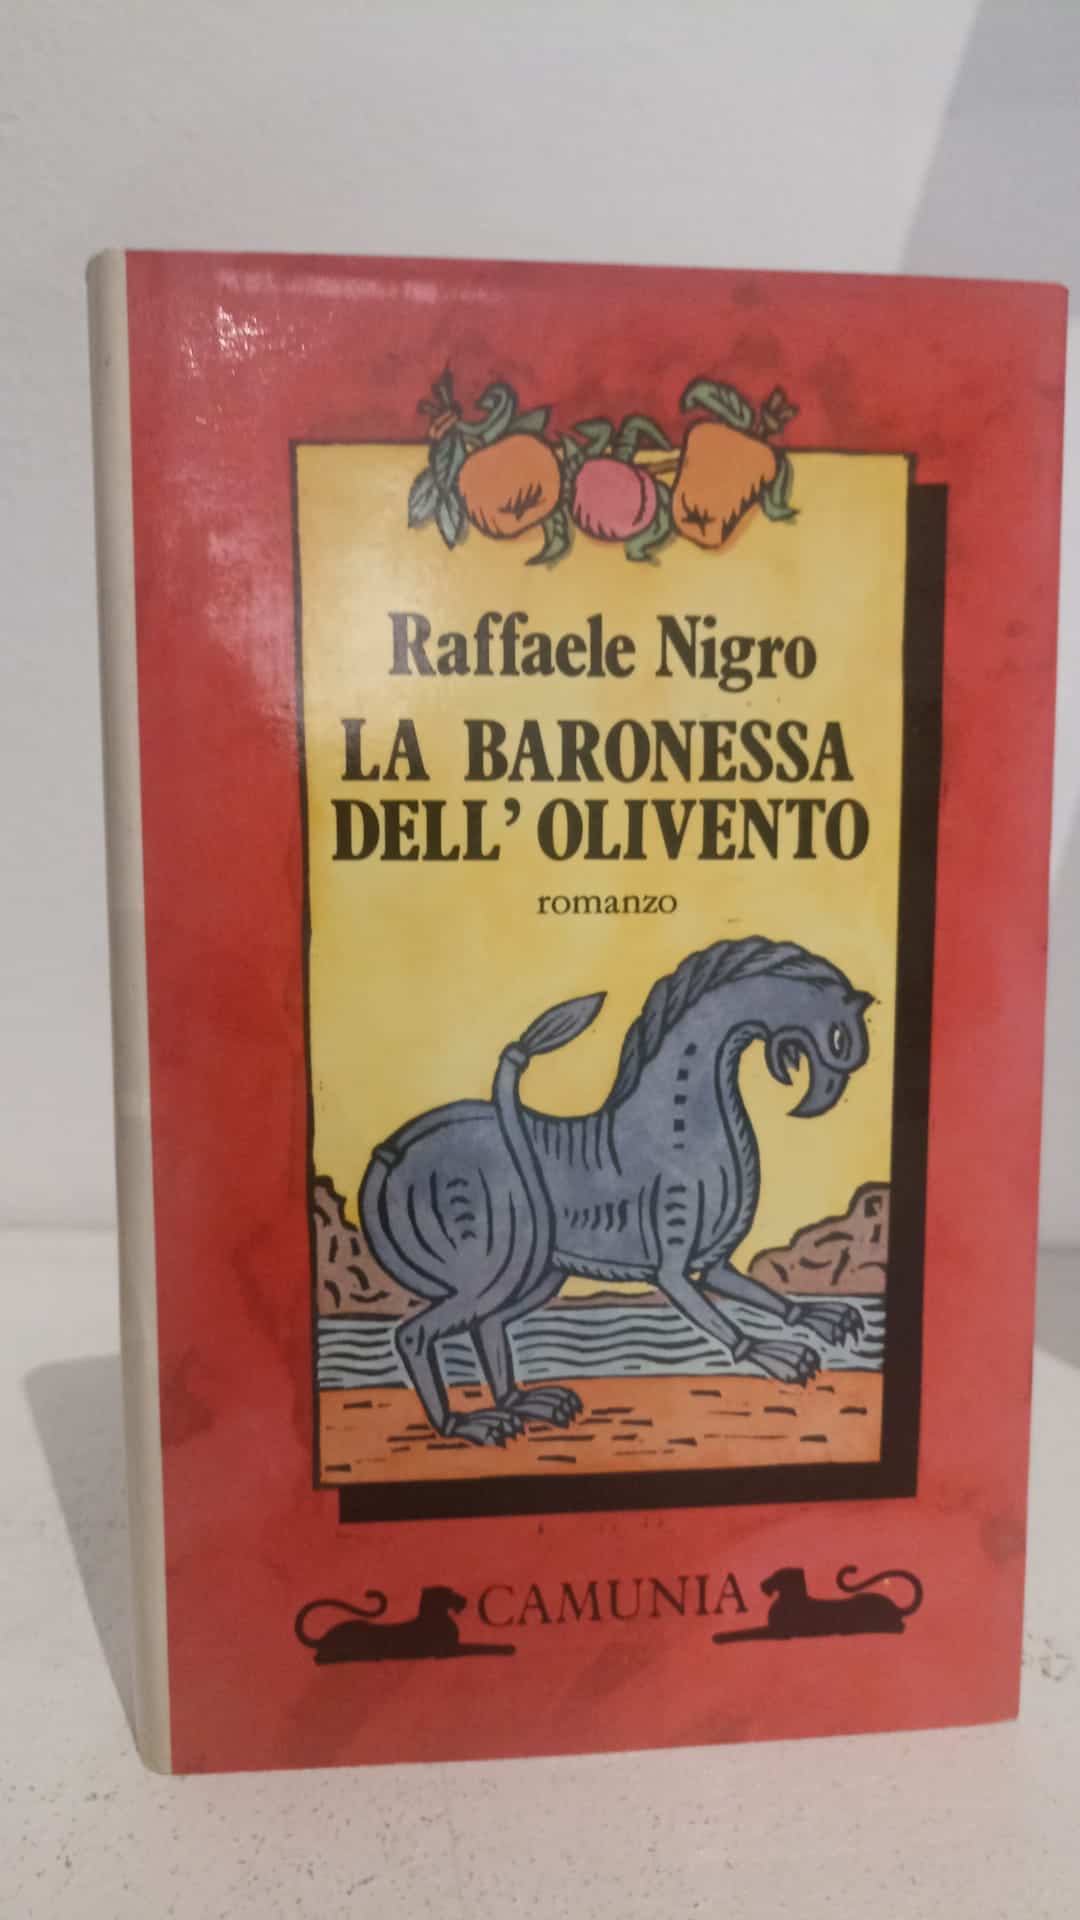 Raffaele Nigro
LA BARONESSA
DELL'OLIVENTO
romanzo
CAMUNIA